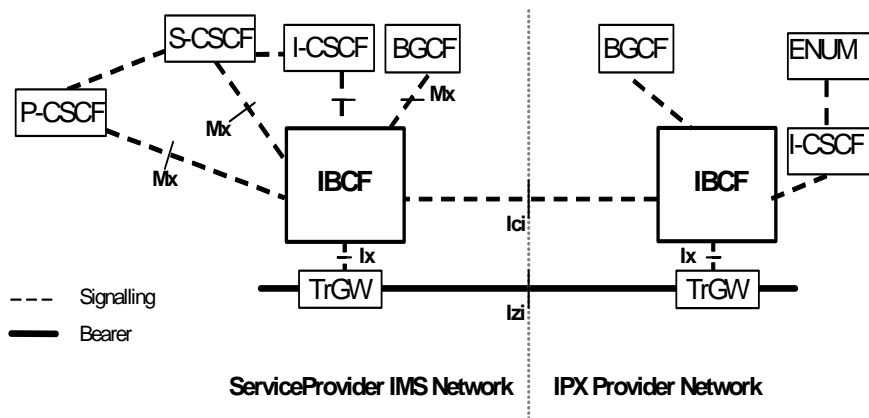 S-CSCF
I-CSCF
BGCF
BGCF
ENUM
P-CSCF
Mx
Mx
Mx
I-CSCF
IBCF
IBCF
Ici
Ix
Ix
TrGW
TrGW
Signalling
Izi
Bearer
ServiceProvider IMS Network
IPX Provider Network